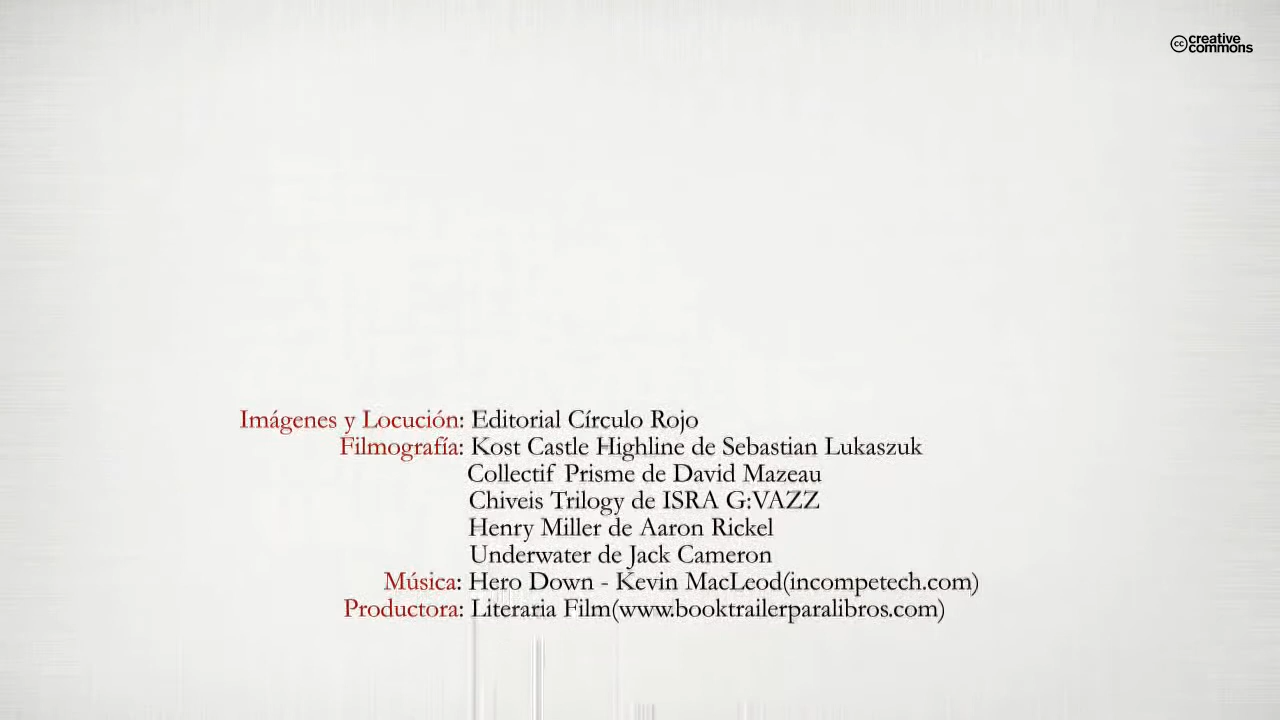 creative
commons
Imágenes y Locución: Editorial Círculo Rojo
Filmografía: Kost Castle Highline de Sebastian Lukaszuk
Collectif Prisme de David Mazeau
Chiveis Trilogy de ISRA G:VAZZ
Henry Miller de Aaron Rickel
Underwater de Jack Cameron
Música: Hero Down - Kevin MacLeod(incompetech.com)
Productora: Literaria Film(www.booktrailerparalibros.com)